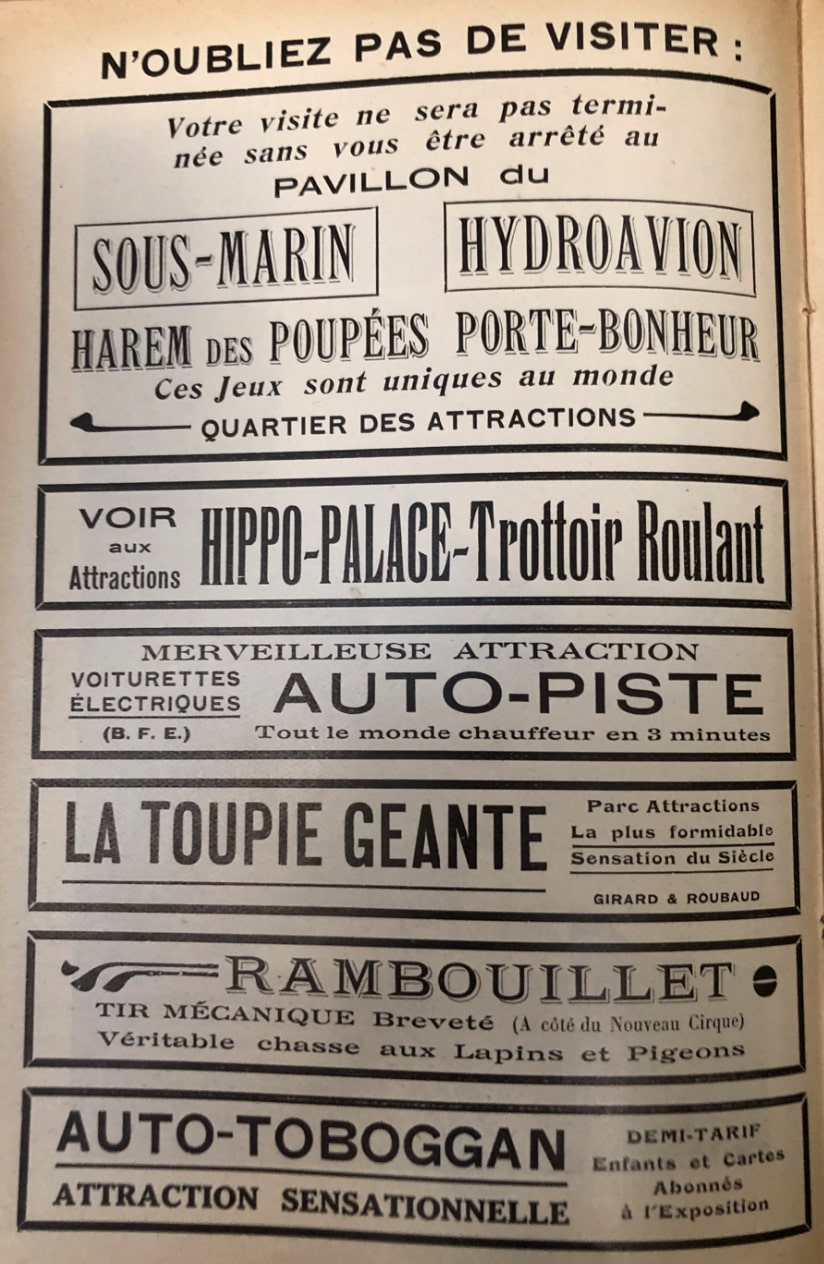 N'OUBLIEZ PAS DE VISITER :
Votre visite ne sera pas termi-
née sans vous être arrêté au
PAVILLON du
SOUS-MARIN HYDROAVION
HAREM DES POUPÉES PORTE-BONHEUR
Ces Jeux sont uniques au monde
QUARTIER DES ATTRACTIONS
VOIR
aux
Attractions
HIPPO-PALACE-Trottoir Roulant
MERVEILLEUSE ATTRACTION
VOITURETTES
ÉLECTRIQUES
(B. F. E.)
AUTO-PISTE
Tout le monde chauffeur en 3 minutes
LA TOUPIE GEANTE
Parc Attractions
La plus formidable
Sensation du Siècle
GIRARD & ROUBAUD
RAMBOUILLET
TIR MÉCANIQUE Breveté (A côté du Nouveau Cirque)
Véritable chasse aux Lapins et Pigeons
AUTO-TOBOGGAN
ATTRACTION SENSATIONNELLE
DEMI-TARIF
Enfants et Cartes
Abonnés
à l'Exposition